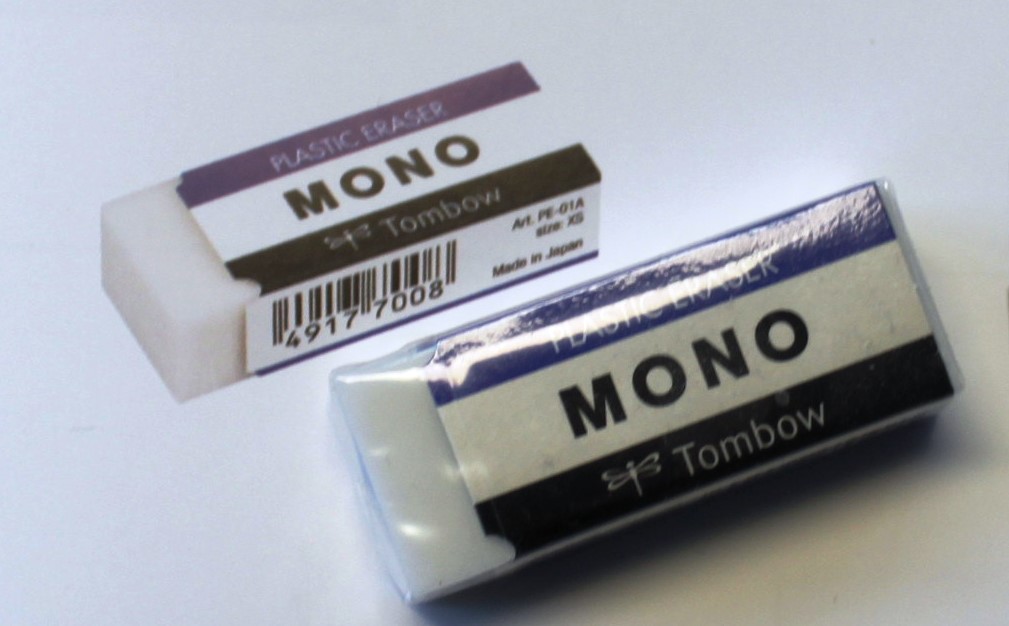 PLASTIC ERASER
MONO
Tombow
Art. PE-01A
size: XS
Made in Japan
4917 7008
PLASTIC ERASER
MONO
Tombow